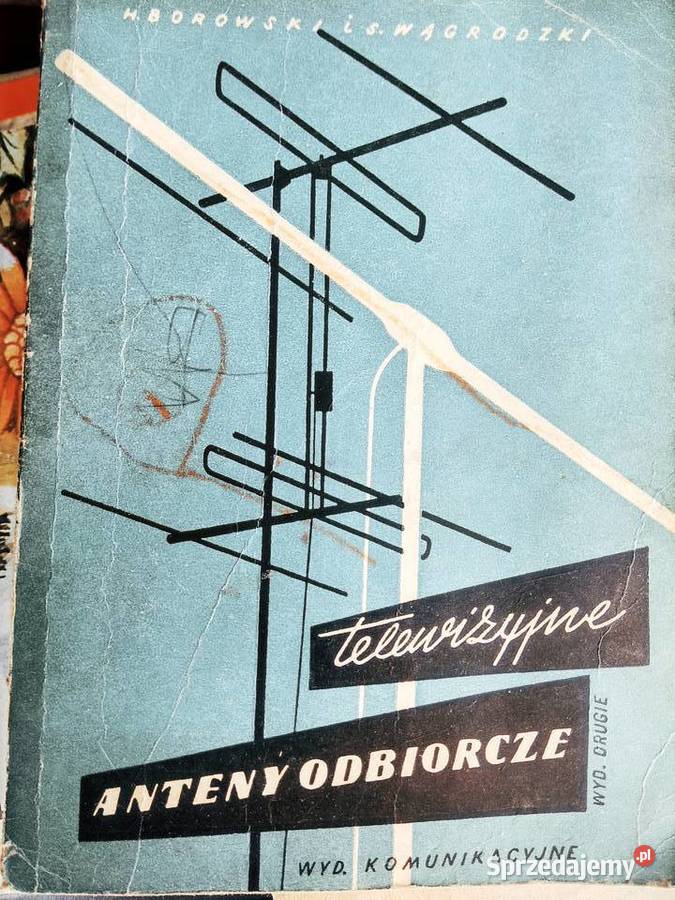 H. BOROWSKI i S. WĄGRODZKI
telewizyjne
ANTENY ODBIORCZE
WYD. DRUGIE
WYD. KOMUNIKACYJNE
Sprzedajemy.pl